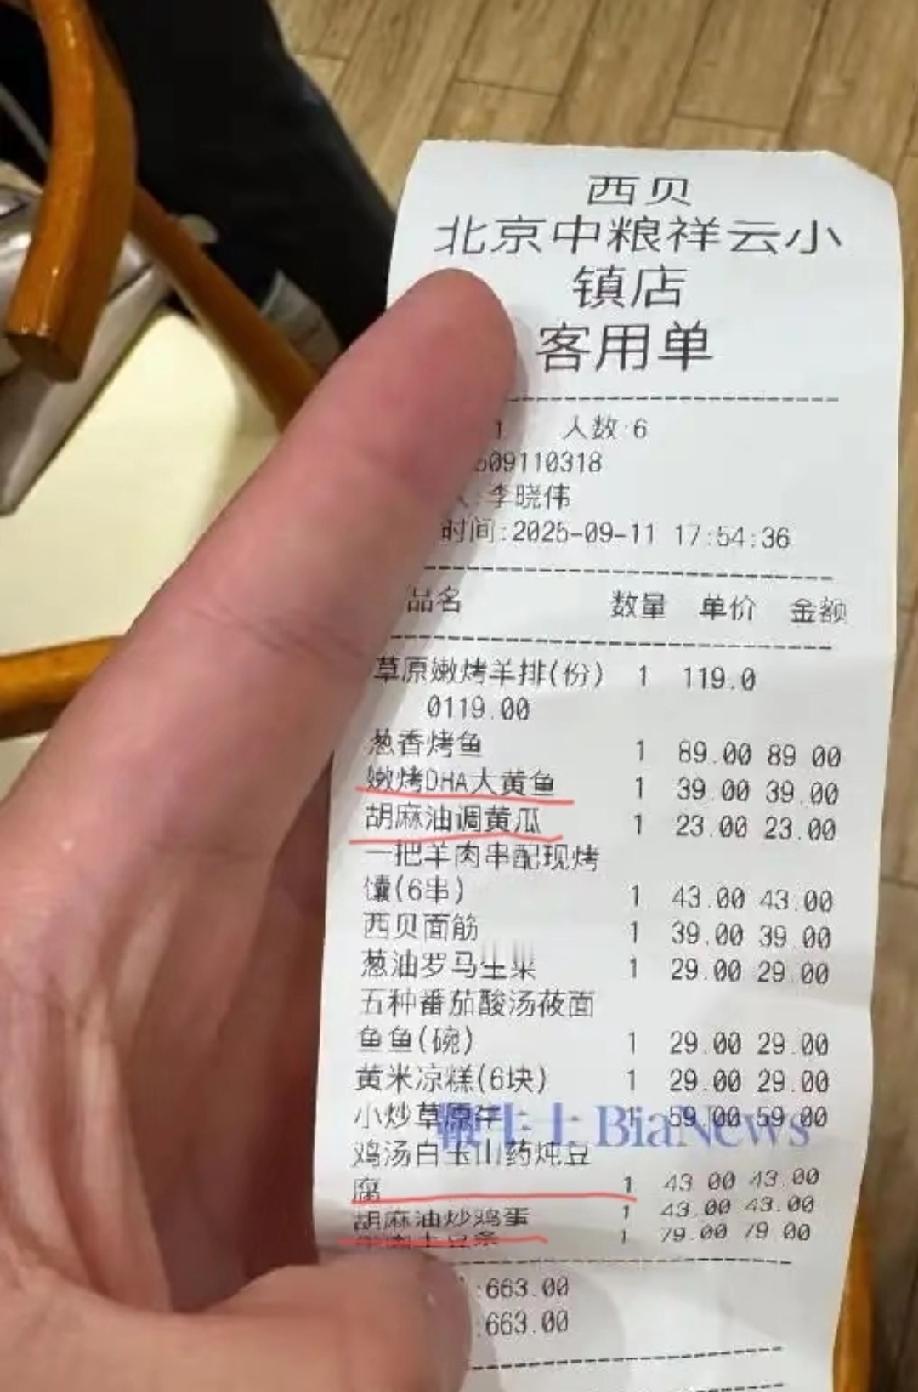 西贝
北京中粮祥云小
镇店
客用单
1 人数:6
509110318
:李晓伟
时间:2025-09-11 17:54:36
品名 数量 单价 金额
草原嫩烤羊排(份) 1 119.0
0119.00
葱香烤鱼 1 89.00 89.00
嫩烤DHA大黄鱼 1 39.00 39.00
胡麻油调黄瓜 1 23.00 23.00
一把羊肉串配现烤
馕(6串) 1 43.00 43.00
西贝面筋 1 39.00 39.00
葱油罗马生菜 1 29.00 29.00
五种番茄酸汤莜面
鱼鱼(碗) 1 29.00 29.00
黄米凉糕(6块) 1 29.00 29.00
小炒草原 1 59.00 59.00
BiaNews
鸡汤白玉山药炖豆
腐 1 43.00 43.00
胡麻油炒鸡蛋 1 43.00 43.00
土豆条 1 79.00 79.00
:663.00
:663.00